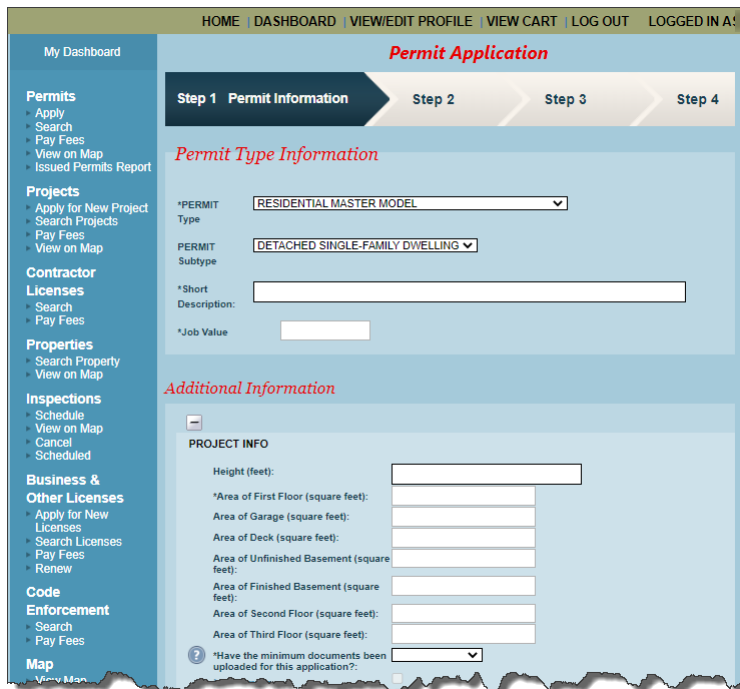 HOME | DASHBOARD | VIEW/EDIT PROFILE | VIEW CART | LOG OUT LOGGED IN AS
My Dashboard
Permits
Apply
Search
Pay Fees
View on Map
Issued Permits Report
Projects
Apply for New Project
Search Projects
Pay Fees
View on Map
Contractor
Licenses
Search
Pay Fees
Properties
Search Property
View on Map
Inspections
Schedule
View on Map
Cancel
Scheduled
Business &
Other Licenses
Apply for New
Licenses
Search Licenses
Pay Fees
Renew
Code
Enforcement
Search
Pay Fees
Map
View Map
Permit Application
Step 1 Permit Information Step 2 Step 3 Step 4
Permit Type Information
*PERMIT
Type
RESIDENTIAL MASTER MODEL
PERMIT
Subtype
DETACHED SINGLE-FAMILY DWELLING
*Short
Description:
*Job Value
Additional Information
PROJECT INFO
Height (feet):
*Area of First Floor (square feet):
Area of Garage (square feet):
Area of Deck (square feet):
Area of Unfinished Basement (square
feet):
Area of Finished Basement (square
feet):
Area of Second Floor (square feet):
Area of Third Floor (square feet):
? *Have the minimum documents been
uploaded for this application?: